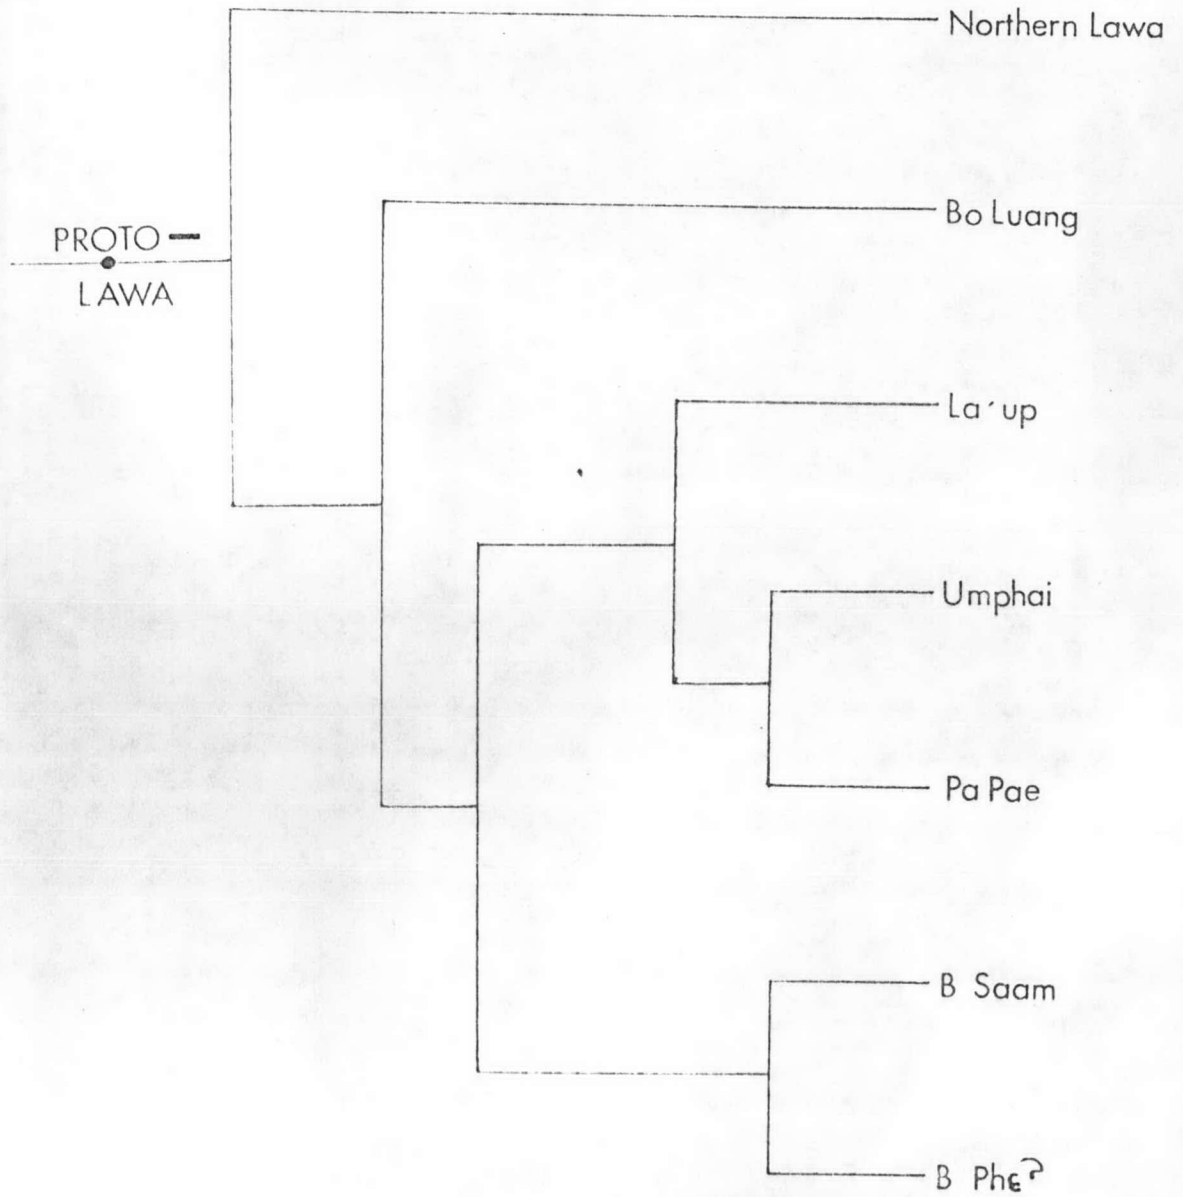 Northern Lawa
Bo Luang
PROTO –
LAWA
La´up
Umphai
Pa Pae
B Saam
B Phɛʔ